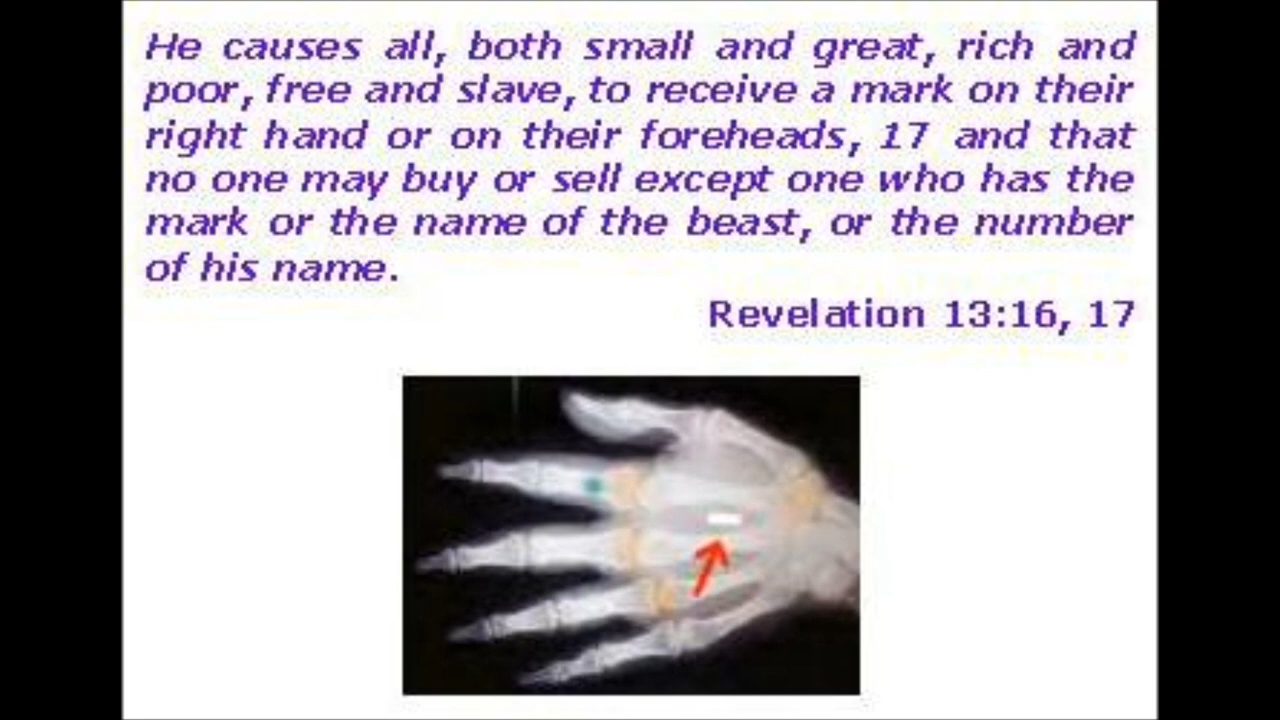 He causes all, both small and great, rich and
poor, free and slave, to receive a mark on their
right hand or on their foreheads, 17 and that
no one may buy or sell except one who has the
mark or the name of the beast, or the number
of his name.
Revelation 13:16, 17